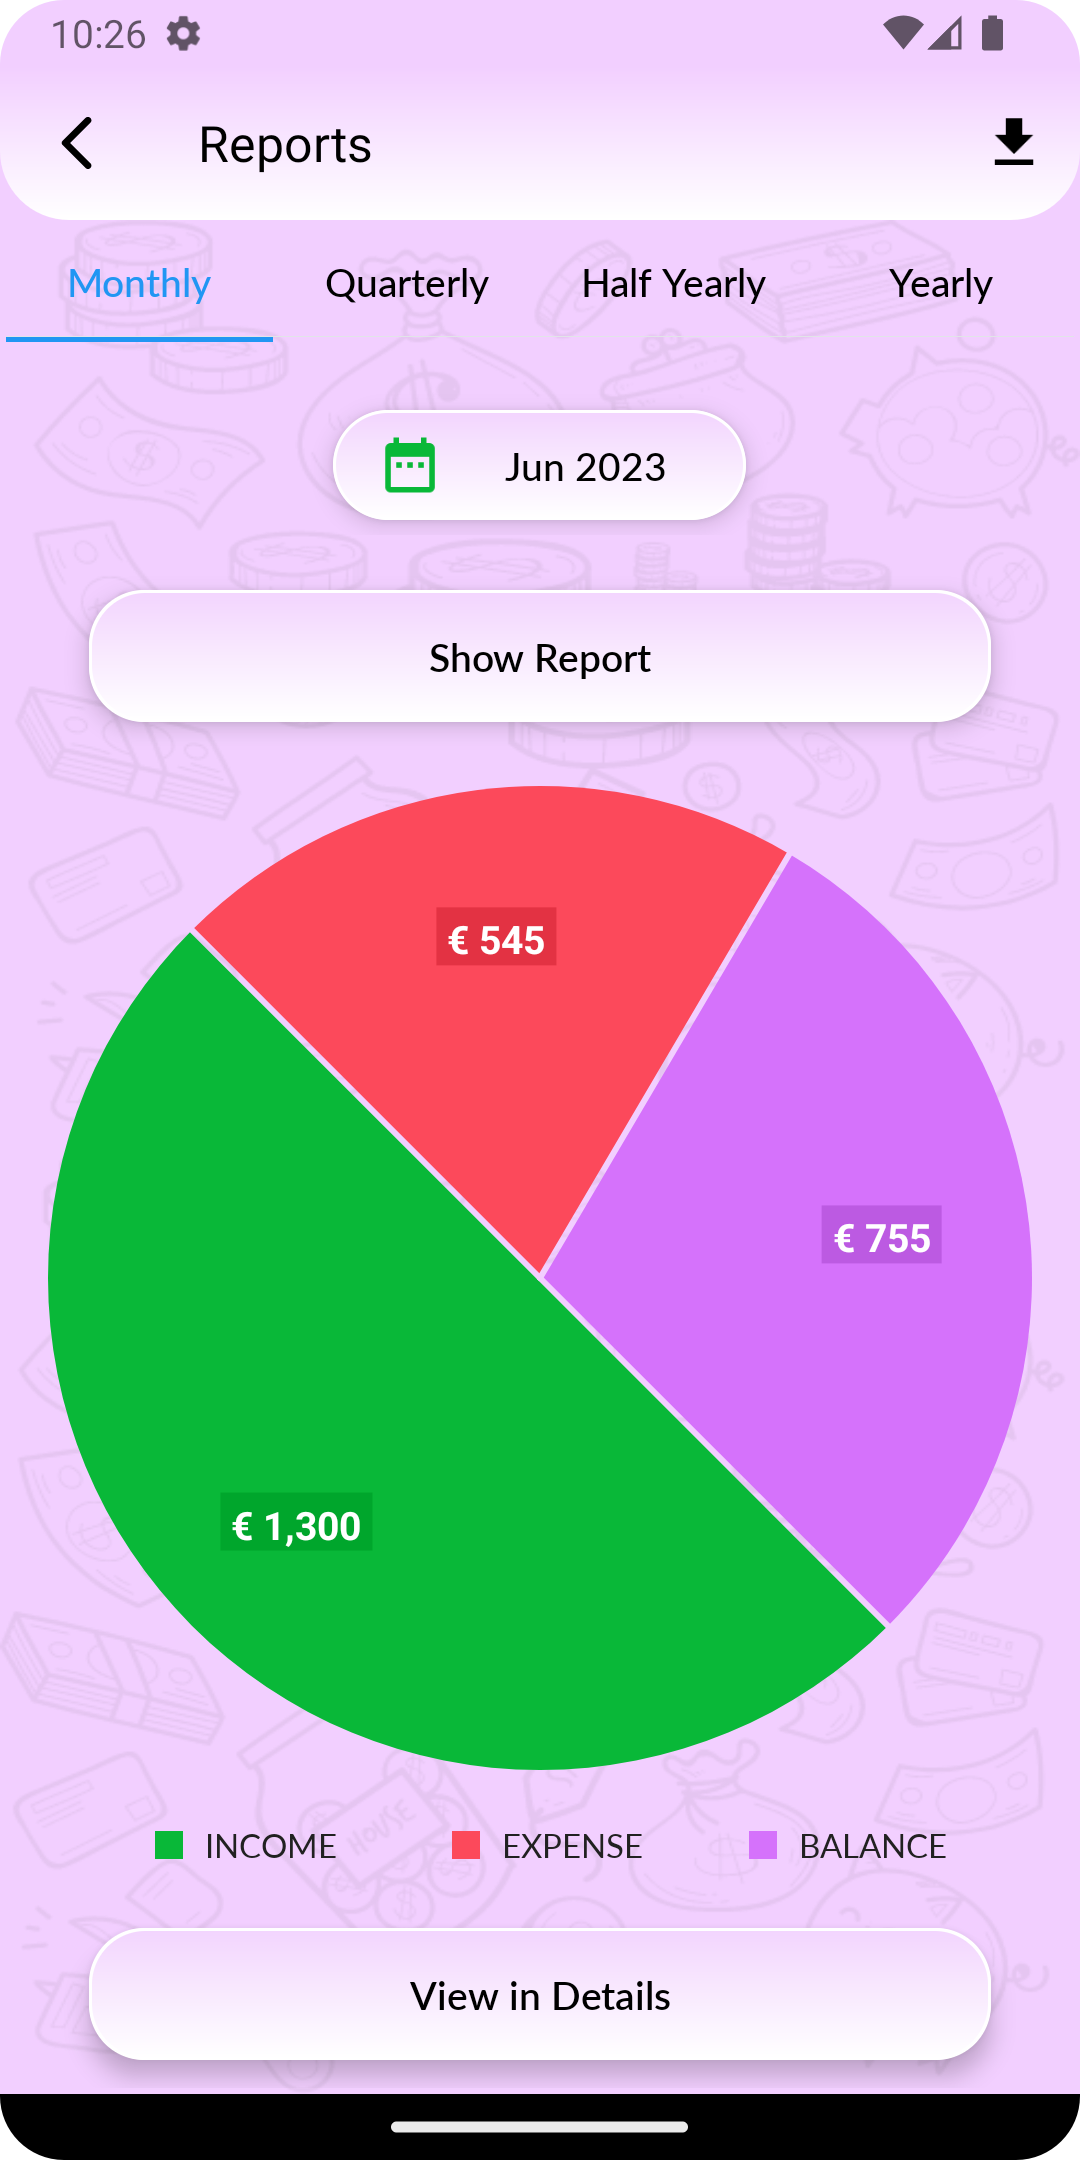 10:26
Reports
Monthly Quarterly Half Yearly Yearly
Jun 2023
Show Report
€ 545
€ 755
€ 1,300
INCOME EXPENSE BALANCE
HOUSE
View in Details